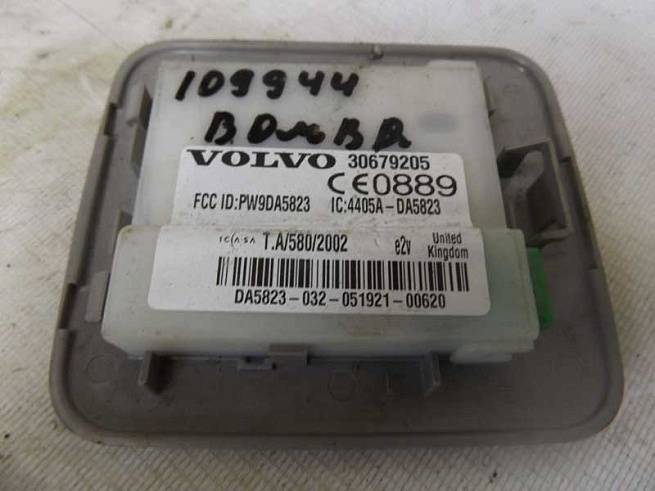 109944
VOLVO 30679205
CE0889
FCC ID:PW9DA5823 IC:4405A-DA5823
ICASA T.A/580/2002 e2v United Kingdom
DA5823-032-051921-00620